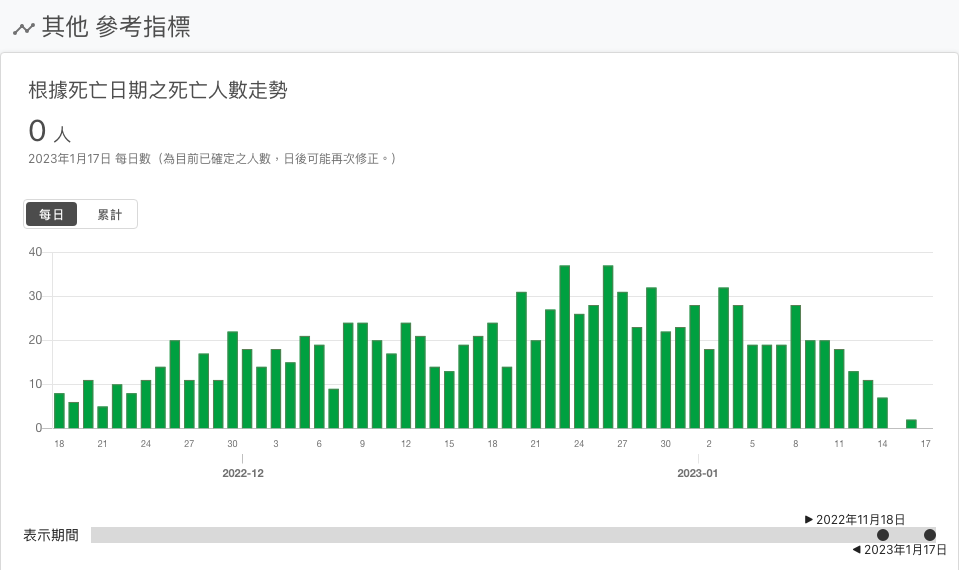 其他 參考指標
根據死亡日期之死亡人數走勢
0 人
2023年1月17日 每日數（為目前已確定之人數，日後可能再次修正。）
每日 累計
40
30
20
10
0
18 21 24 27 30 3 6 9 12 15 18 21 24 27 30 2 5 8 11 14 17
2022-12 2023-01
▶ 2022年11月18日
表示期間
◀ 2023年1月17日